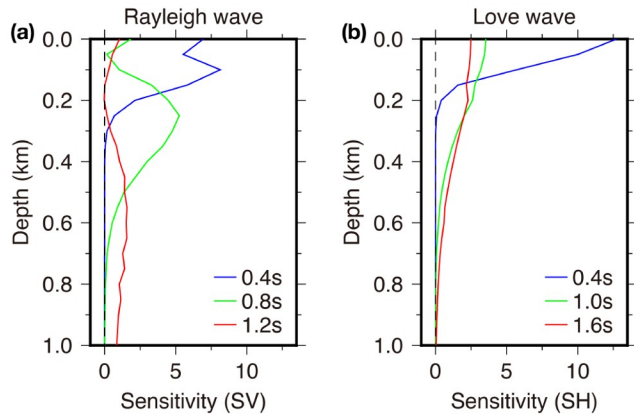 (a) Rayleigh wave
0.0
0.2
0.4
0.6
0.8
1.0
Depth (km)
0.4s
0.8s
1.2s
0 5 10
Sensitivity (SV)
(b) Love wave
0.0
0.2
0.4
0.6
0.8
1.0
Depth (km)
0.4s
1.0s
1.6s
0 5 10
Sensitivity (SH)